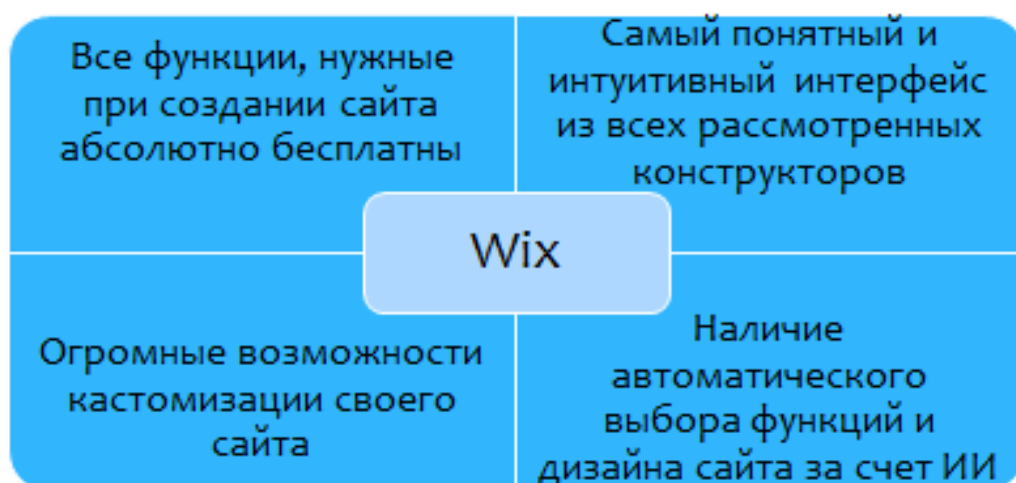 Все функции, нужные
при создании сайта
абсолютно бесплатны
Самый понятный и
интуитивный интерфейс
из всех рассмотренных
конструкторов
Wix
Огромные возможности
кастомизации своего
сайта
Наличие
автоматического
выбора функций и
дизайна сайта за счет ИИ